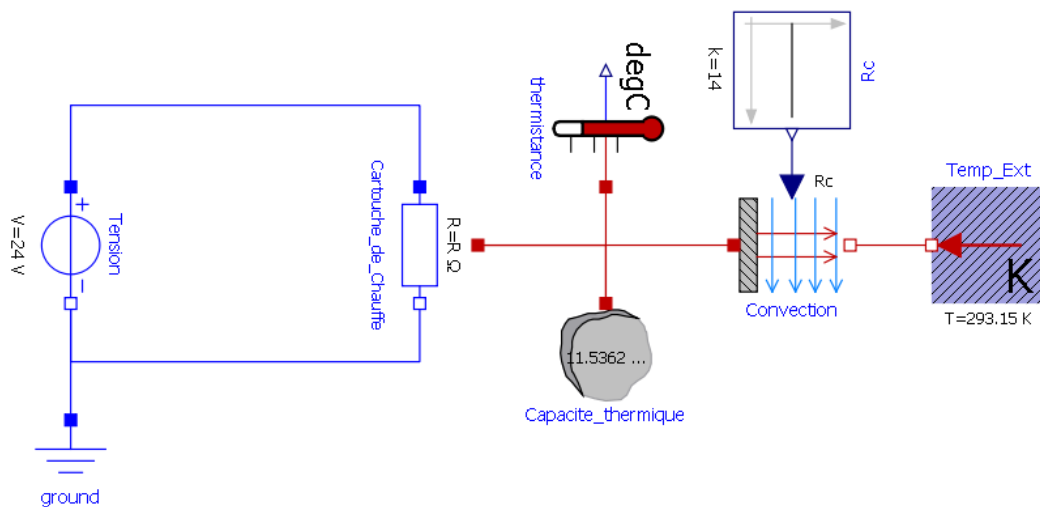 Tension
V=24 V
+
−
ground
Cartouche_de_Chauffe
R=R Ω
thermistance
degC
11.5362 ...
Capacite_thermique
k=14
Rc
Rc
Convection
Temp_Ext
K
T=293.15 K